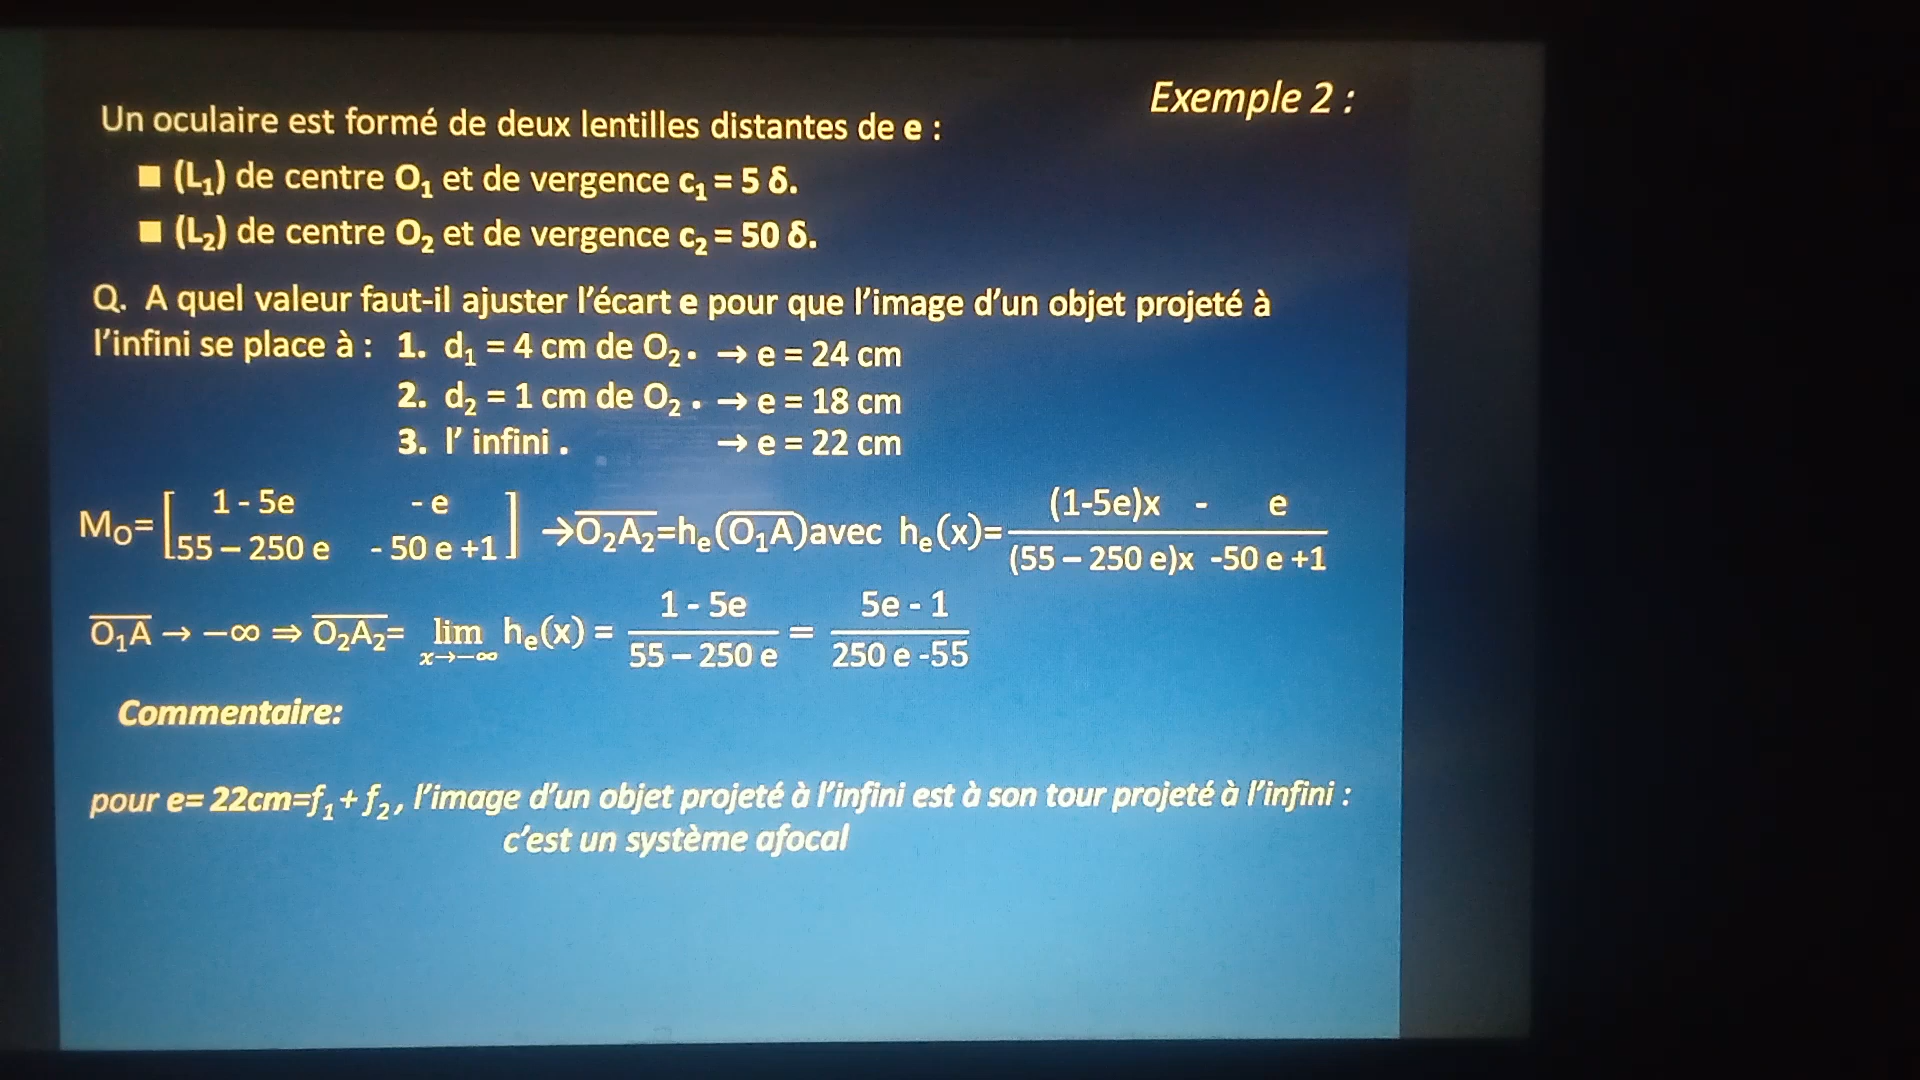 Exemple 2 :
Un oculaire est formé de deux lentilles distantes de e :
■ (L₁) de centre O₁ et de vergence c₁ = 5 δ.
■ (L₂) de centre O₂ et de vergence c₂ = 50 δ.
Q. A quel valeur faut-il ajuster l’écart e pour que l’image d’un objet projeté à
l’infini se place à : 1. d₁ = 4 cm de O₂. → e = 24 cm
2. d₂ = 1 cm de O₂ . → e = 18 cm
3. l’ infini . → e = 22 cm
M_O= [ 1 - 5e   - e ; 55 – 250 e   - 50 e +1 ] → O₂A₂=hₑ(O₁A)avec hₑ(x)= (1-5e)x - e / (55 – 250 e)x -50 e +1
O₁A → −∞ ⇒ O₂A₂= lim x→−∞ hₑ(x) = 1 - 5e / 55 – 250 e = 5e - 1 / 250 e -55
Commentaire:
pour e= 22cm=f₁+ f₂, l’image d’un objet projeté à l’infini est à son tour projeté à l’infini :
c’est un système afocal